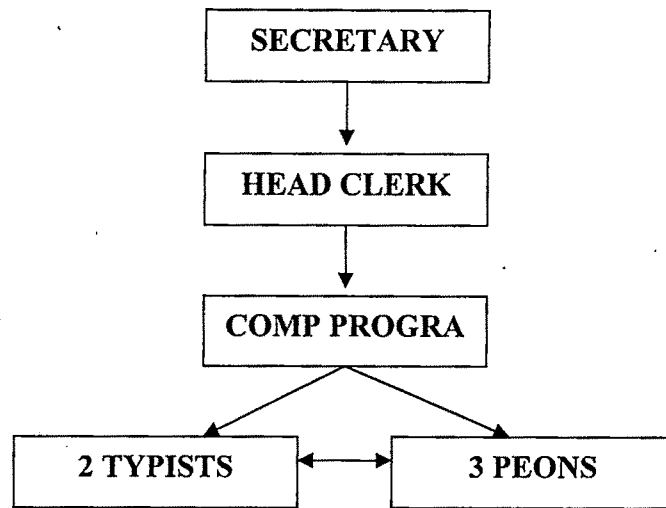 SECRETARY
HEAD CLERK
COMP PROGRA
2 TYPISTS
3 PEONS